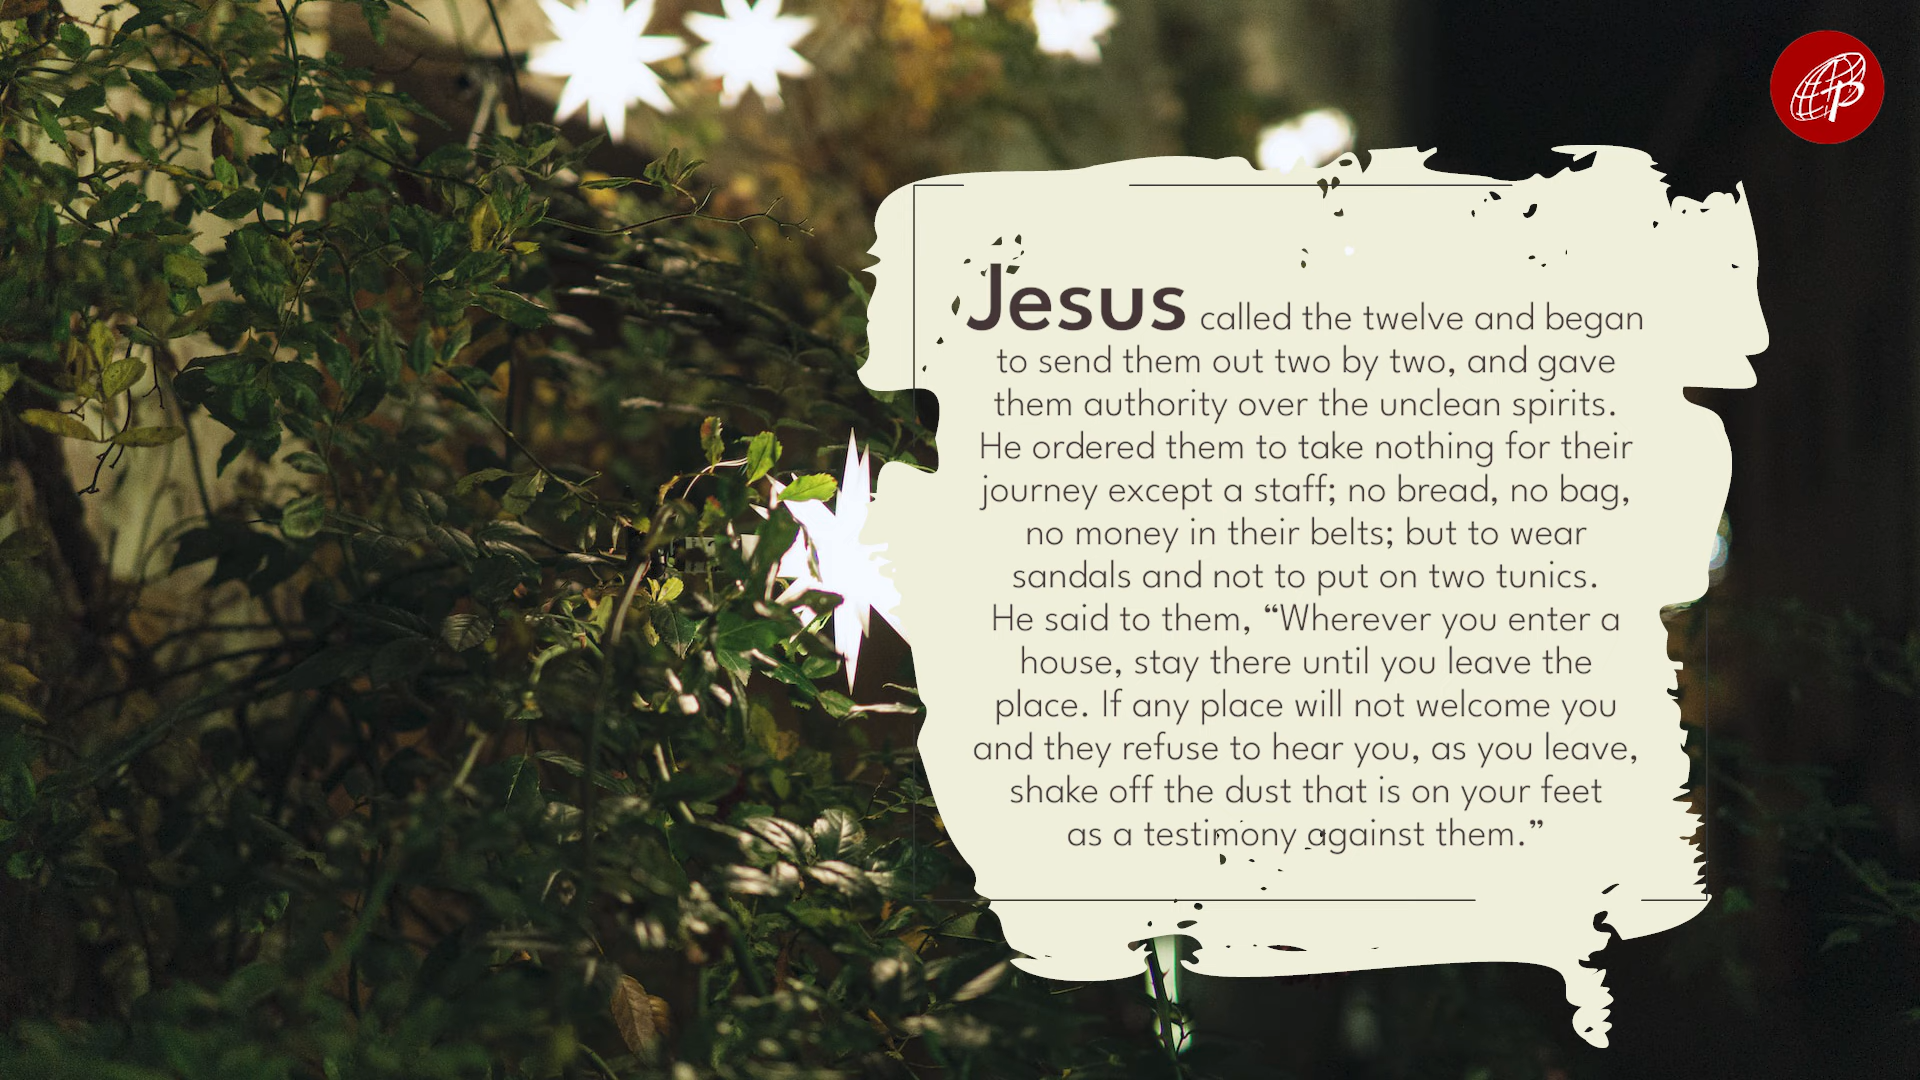 Jesus called the twelve and began
to send them out two by two, and gave
them authority over the unclean spirits.
He ordered them to take nothing for their
journey except a staff; no bread, no bag,
no money in their belts; but to wear
sandals and not to put on two tunics.
He said to them, “Wherever you enter a
house, stay there until you leave the
place. If any place will not welcome you
and they refuse to hear you, as you leave,
shake off the dust that is on your feet
as a testimony against them.”